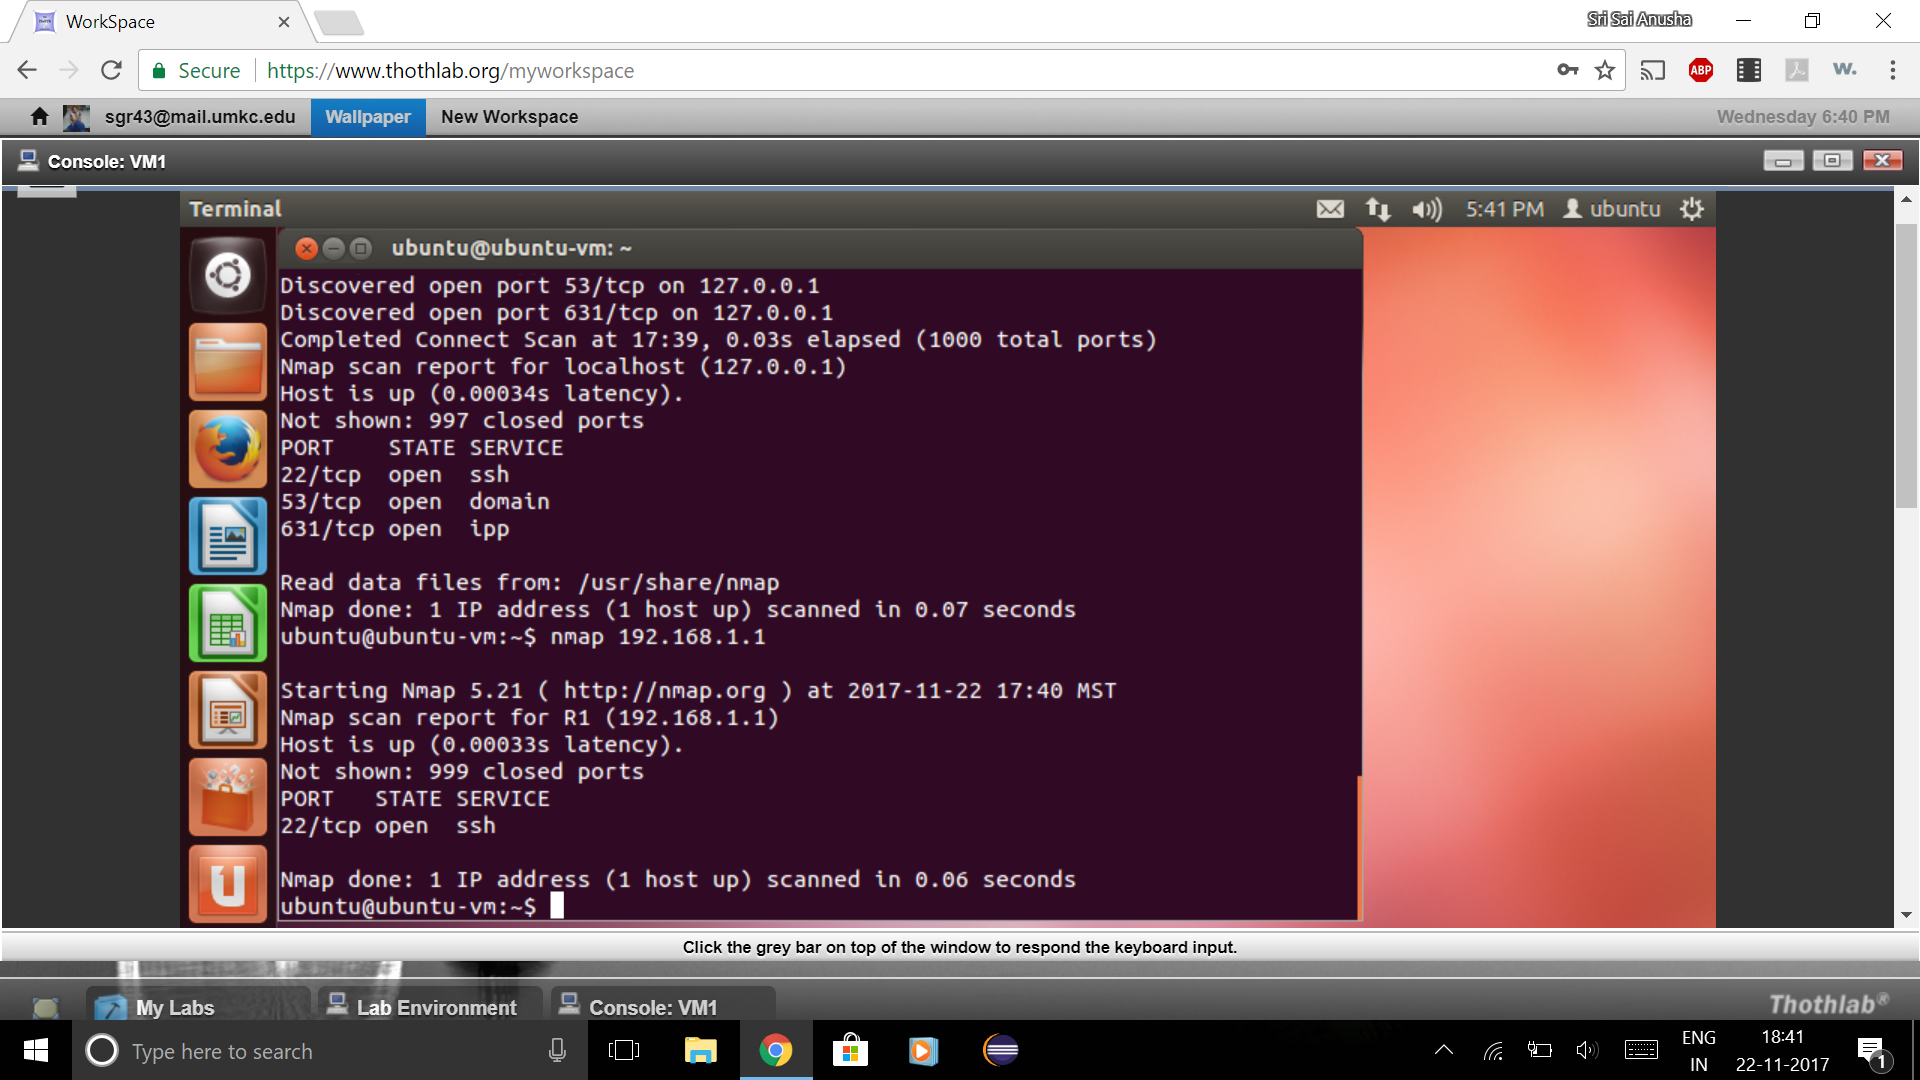 WorkSpace
Sri Sai Anusha
Secure https://www.thothlab.org/myworkspace
ABP
W.
sgr43@mail.umkc.edu Wallpaper New Workspace Wednesday 6:40 PM
Console: VM1
Terminal 5:41 PM ubuntu
ubuntu@ubuntu-vm: ~
Discovered open port 53/tcp on 127.0.0.1
Discovered open port 631/tcp on 127.0.0.1
Completed Connect Scan at 17:39, 0.03s elapsed (1000 total ports)
Nmap scan report for localhost (127.0.0.1)
Host is up (0.00034s latency).
Not shown: 997 closed ports
PORT    STATE SERVICE
22/tcp  open  ssh
53/tcp  open  domain
631/tcp open  ipp
Read data files from: /usr/share/nmap
Nmap done: 1 IP address (1 host up) scanned in 0.07 seconds
ubuntu@ubuntu-vm:~$ nmap 192.168.1.1
Starting Nmap 5.21 ( http://nmap.org ) at 2017-11-22 17:40 MST
Nmap scan report for R1 (192.168.1.1)
Host is up (0.00033s latency).
Not shown: 999 closed ports
PORT   STATE SERVICE
22/tcp open  ssh
Nmap done: 1 IP address (1 host up) scanned in 0.06 seconds
ubuntu@ubuntu-vm:~$
Click the grey bar on top of the window to respond the keyboard input.
My Labs Lab Environment Console: VM1 Thothlab®
Type here to search
ENG 18:41
IN 22-11-2017 1